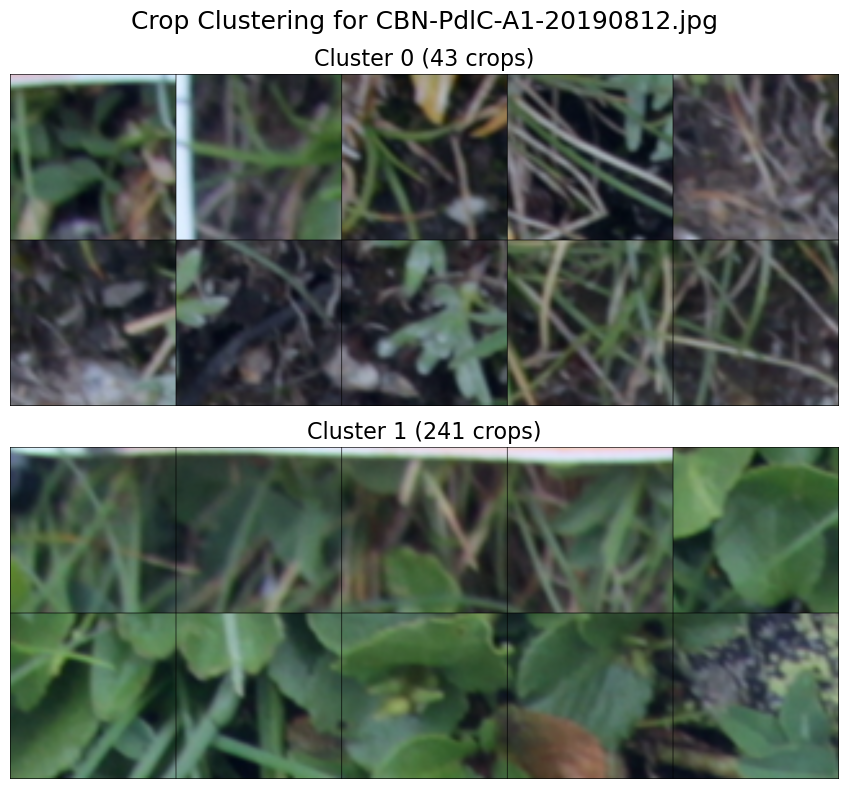 Crop Clustering for CBN-PdlC-A1-20190812.jpg
Cluster 0 (43 crops)
Cluster 1 (241 crops)